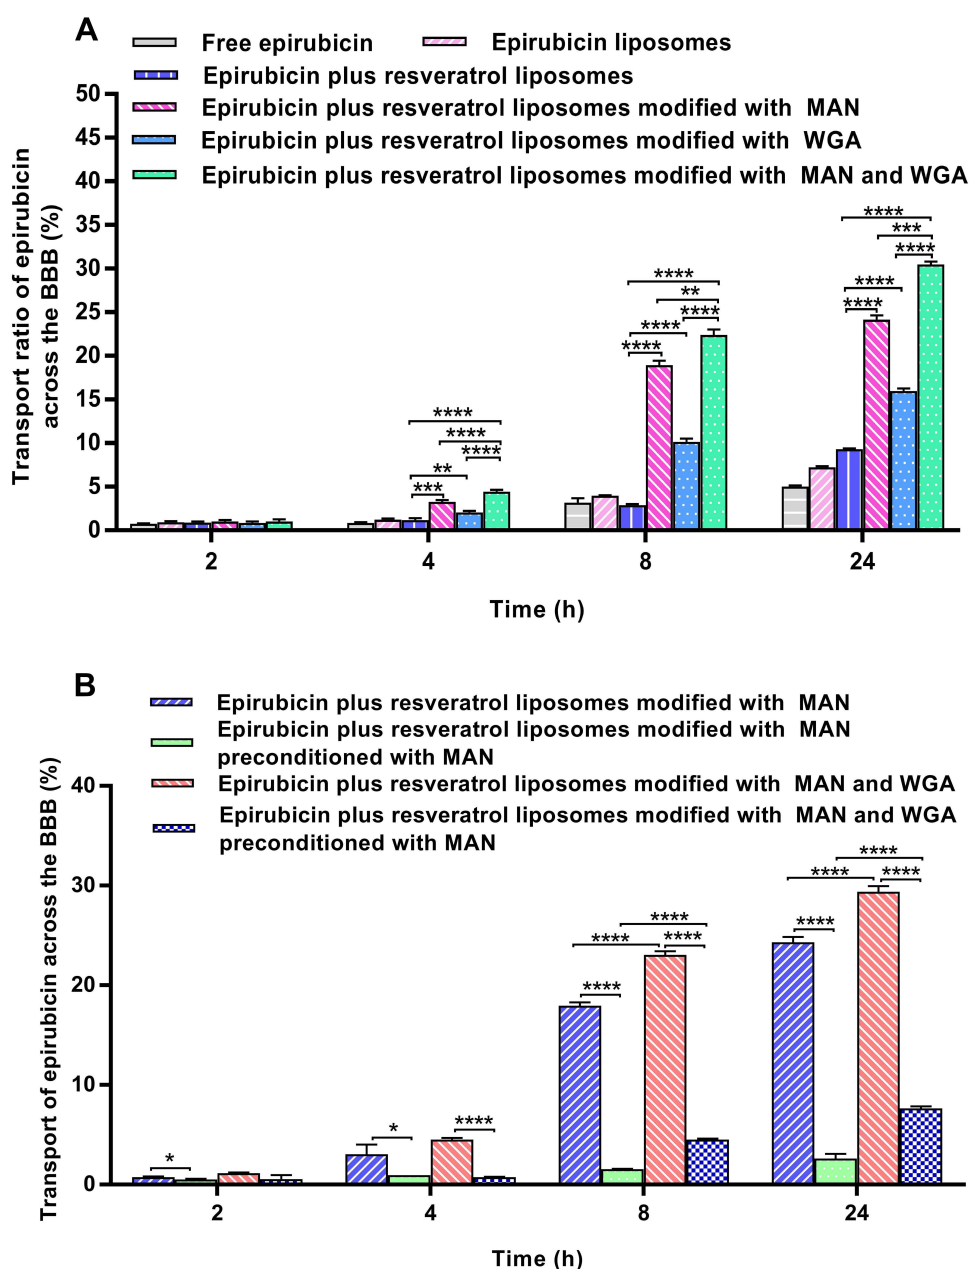 A
Free epirubicin
Epirubicin liposomes
Epirubicin plus resveratrol liposomes
Epirubicin plus resveratrol liposomes modified with MAN
Epirubicin plus resveratrol liposomes modified with WGA
Epirubicin plus resveratrol liposomes modified with MAN and WGA
Transport ratio of epirubicin
across the BBB (%)
50
45
40
35
30
25
20
15
10
5
0
****
****
****
**
***
****
**
****
****
****
****
***
****
****
****
2
4
8
24
Time (h)
B
Epirubicin plus resveratrol liposomes modified with MAN
Epirubicin plus resveratrol liposomes modified with MAN
preconditioned with MAN
Epirubicin plus resveratrol liposomes modified with MAN and WGA
Epirubicin plus resveratrol liposomes modified with MAN and WGA
preconditioned with MAN
Transport of epirubicin across the BBB (%)
40
30
20
10
0
*
*
****
****
****
****
****
****
****
****
****
2
4
8
24
Time (h)